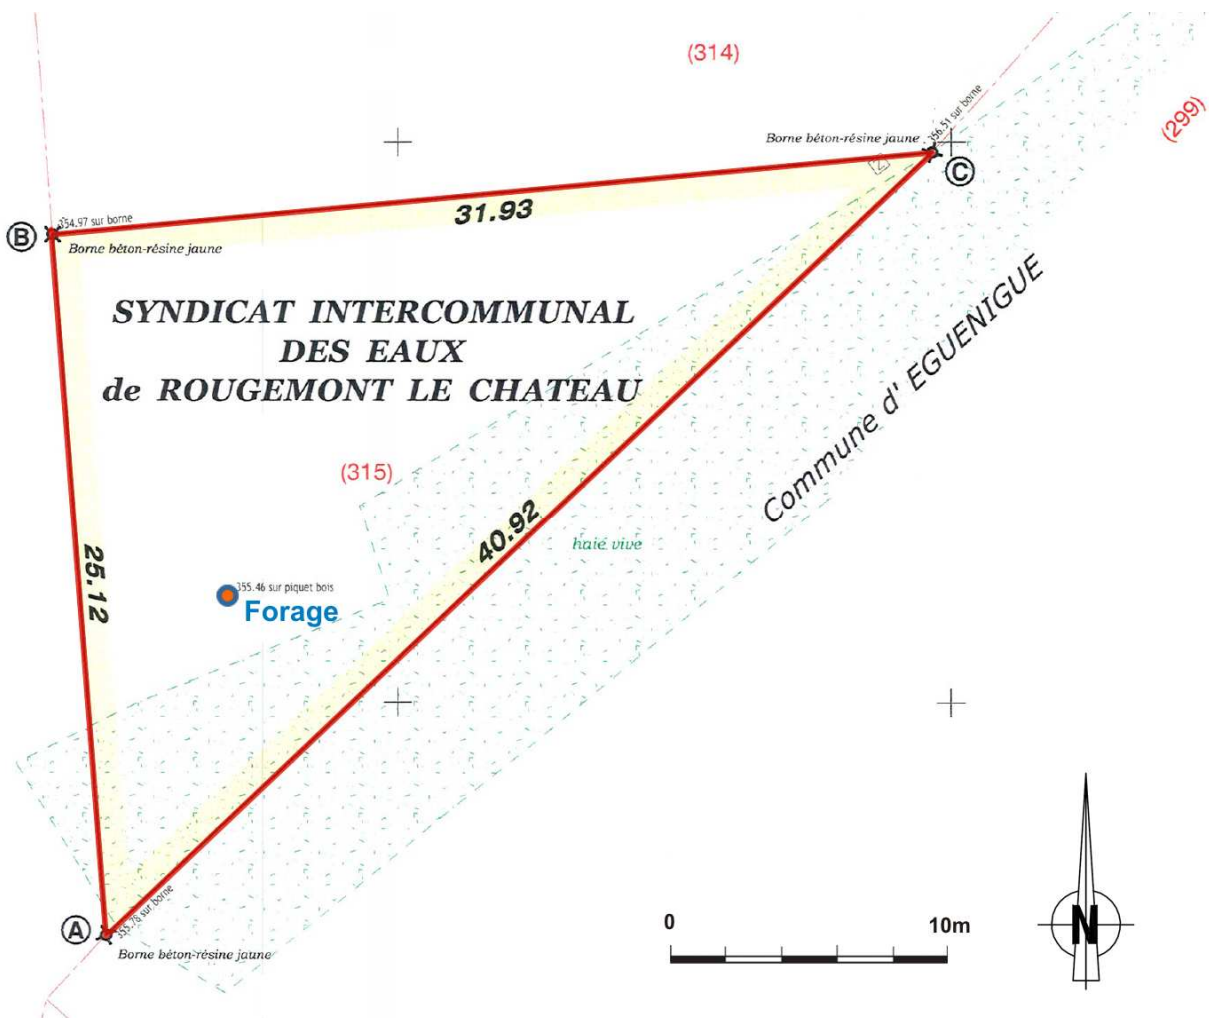 (314)
(299)
Borne béton-résine jaune
356.51 sur borne
2
C
354.97 sur borne
B
Borne béton-résine jaune
31.93
SYNDICAT INTERCOMMUNAL
DES EAUX
de ROUGEMONT LE CHATEAU
Commune d' EGUENIGUE
(315)
40.92
haie vive
25.12
355.46 sur piquet bois
Forage
A
355.78 sur borne
Borne béton-résine jaune
0
10m
N